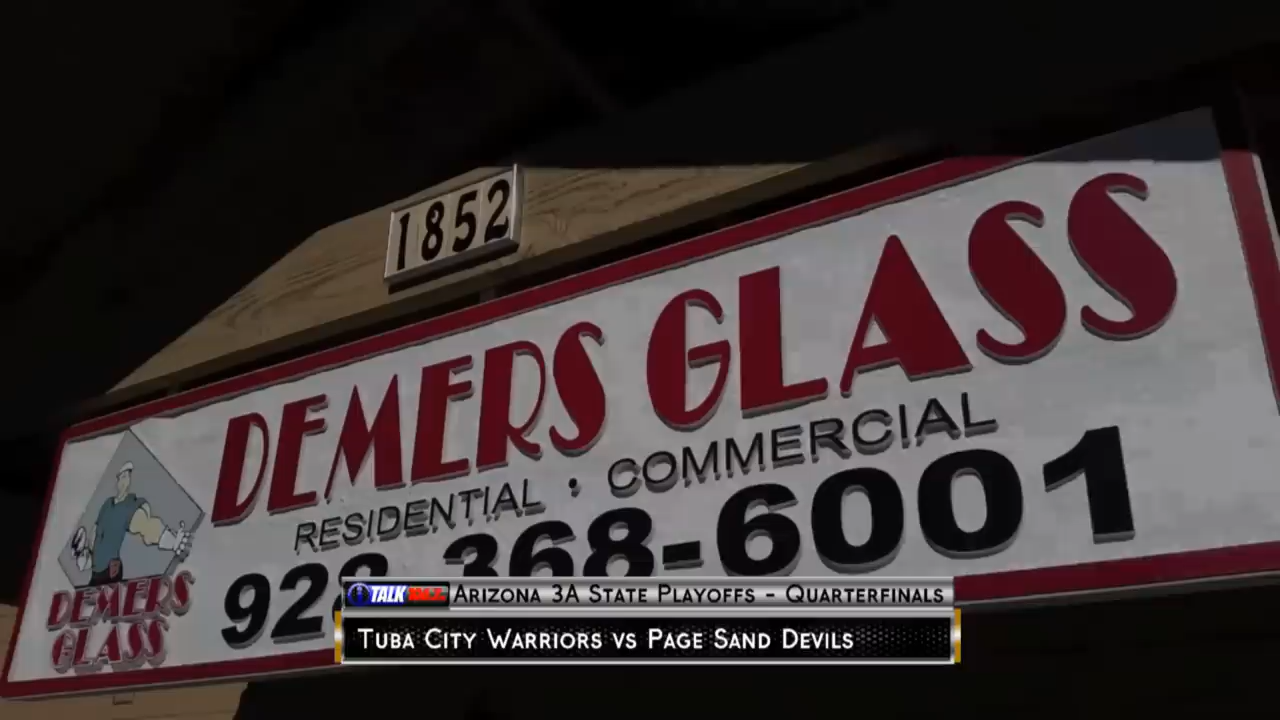 1852
DEMERS GLASS
RESIDENTIAL • COMMERCIAL
928-368-6001
DEMERS
GLASS
TALK Arizona 3A State Playoffs - Quarterfinals
Tuba City Warriors vs Page Sand Devils